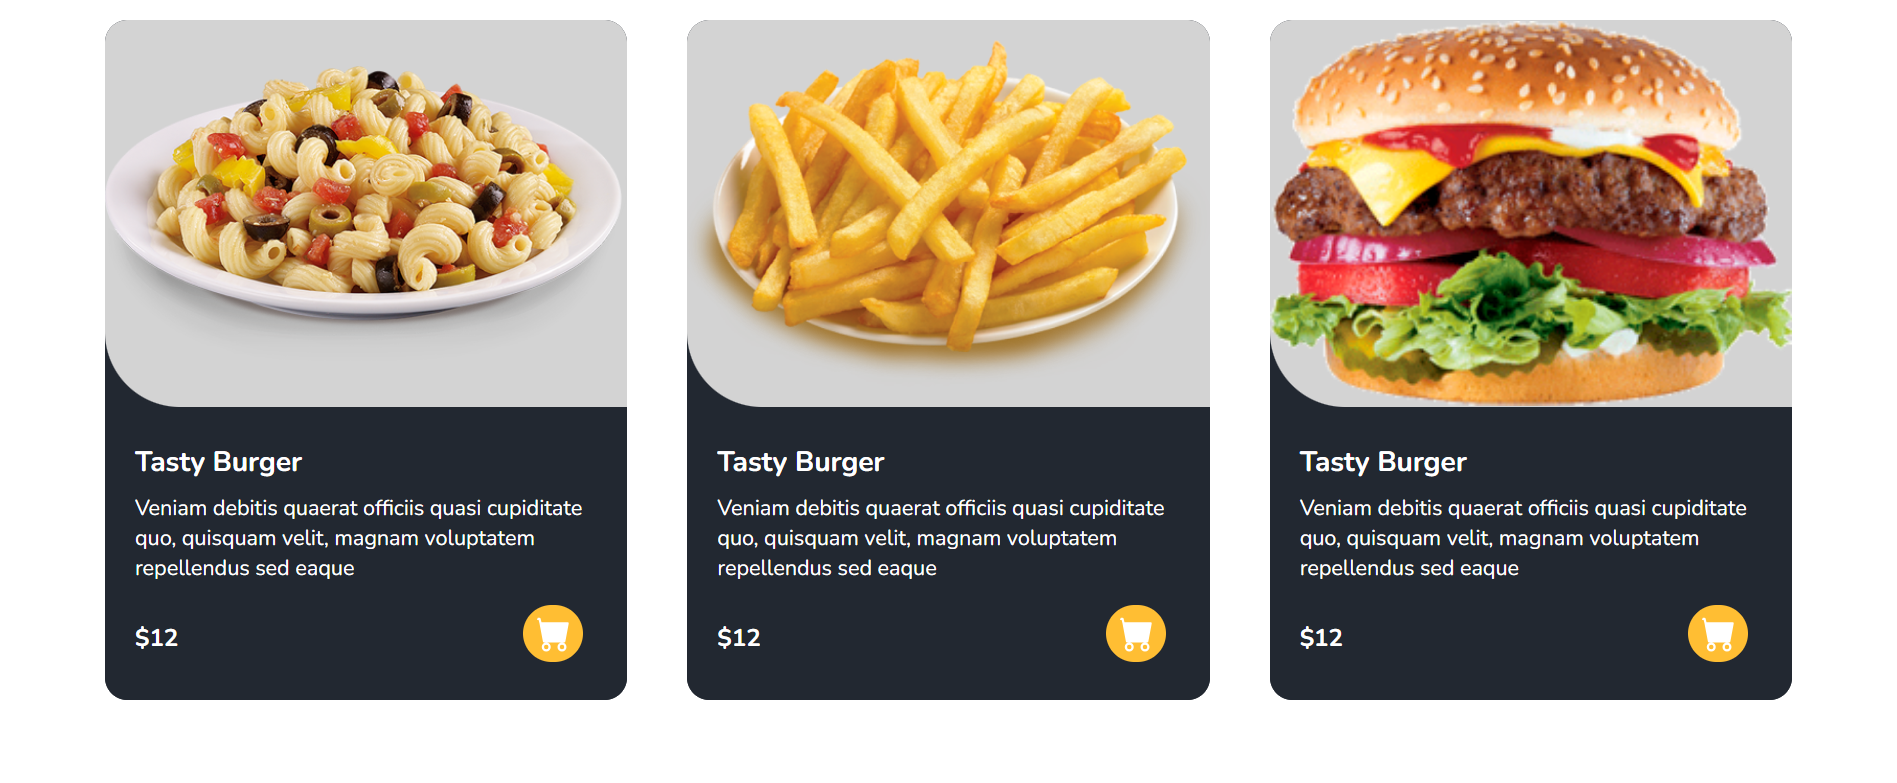 Tasty Burger
Veniam debitis quaerat officiis quasi cupiditate
quo, quisquam velit, magnam voluptatem
repellendus sed eaque
$12
Tasty Burger
Veniam debitis quaerat officiis quasi cupiditate
quo, quisquam velit, magnam voluptatem
repellendus sed eaque
$12
Tasty Burger
Veniam debitis quaerat officiis quasi cupiditate
quo, quisquam velit, magnam voluptatem
repellendus sed eaque
$12